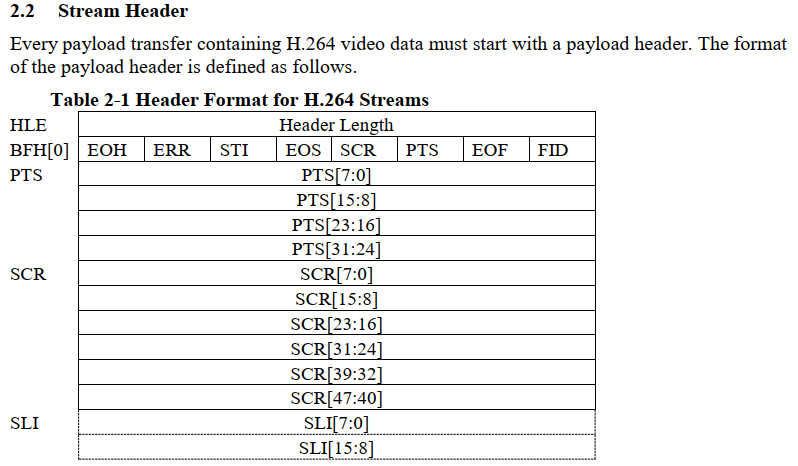 2.2 Stream Header
Every payload transfer containing H.264 video data must start with a payload header. The format
of the payload header is defined as follows.
Table 2-1 Header Format for H.264 Streams
HLE Header Length
BFH[0] EOH ERR STI EOS SCR PTS EOF FID
PTS PTS[7:0]
PTS[15:8]
PTS[23:16]
PTS[31:24]
SCR SCR[7:0]
SCR[15:8]
SCR[23:16]
SCR[31:24]
SCR[39:32]
SCR[47:40]
SLI SLI[7:0]
SLI[15:8]